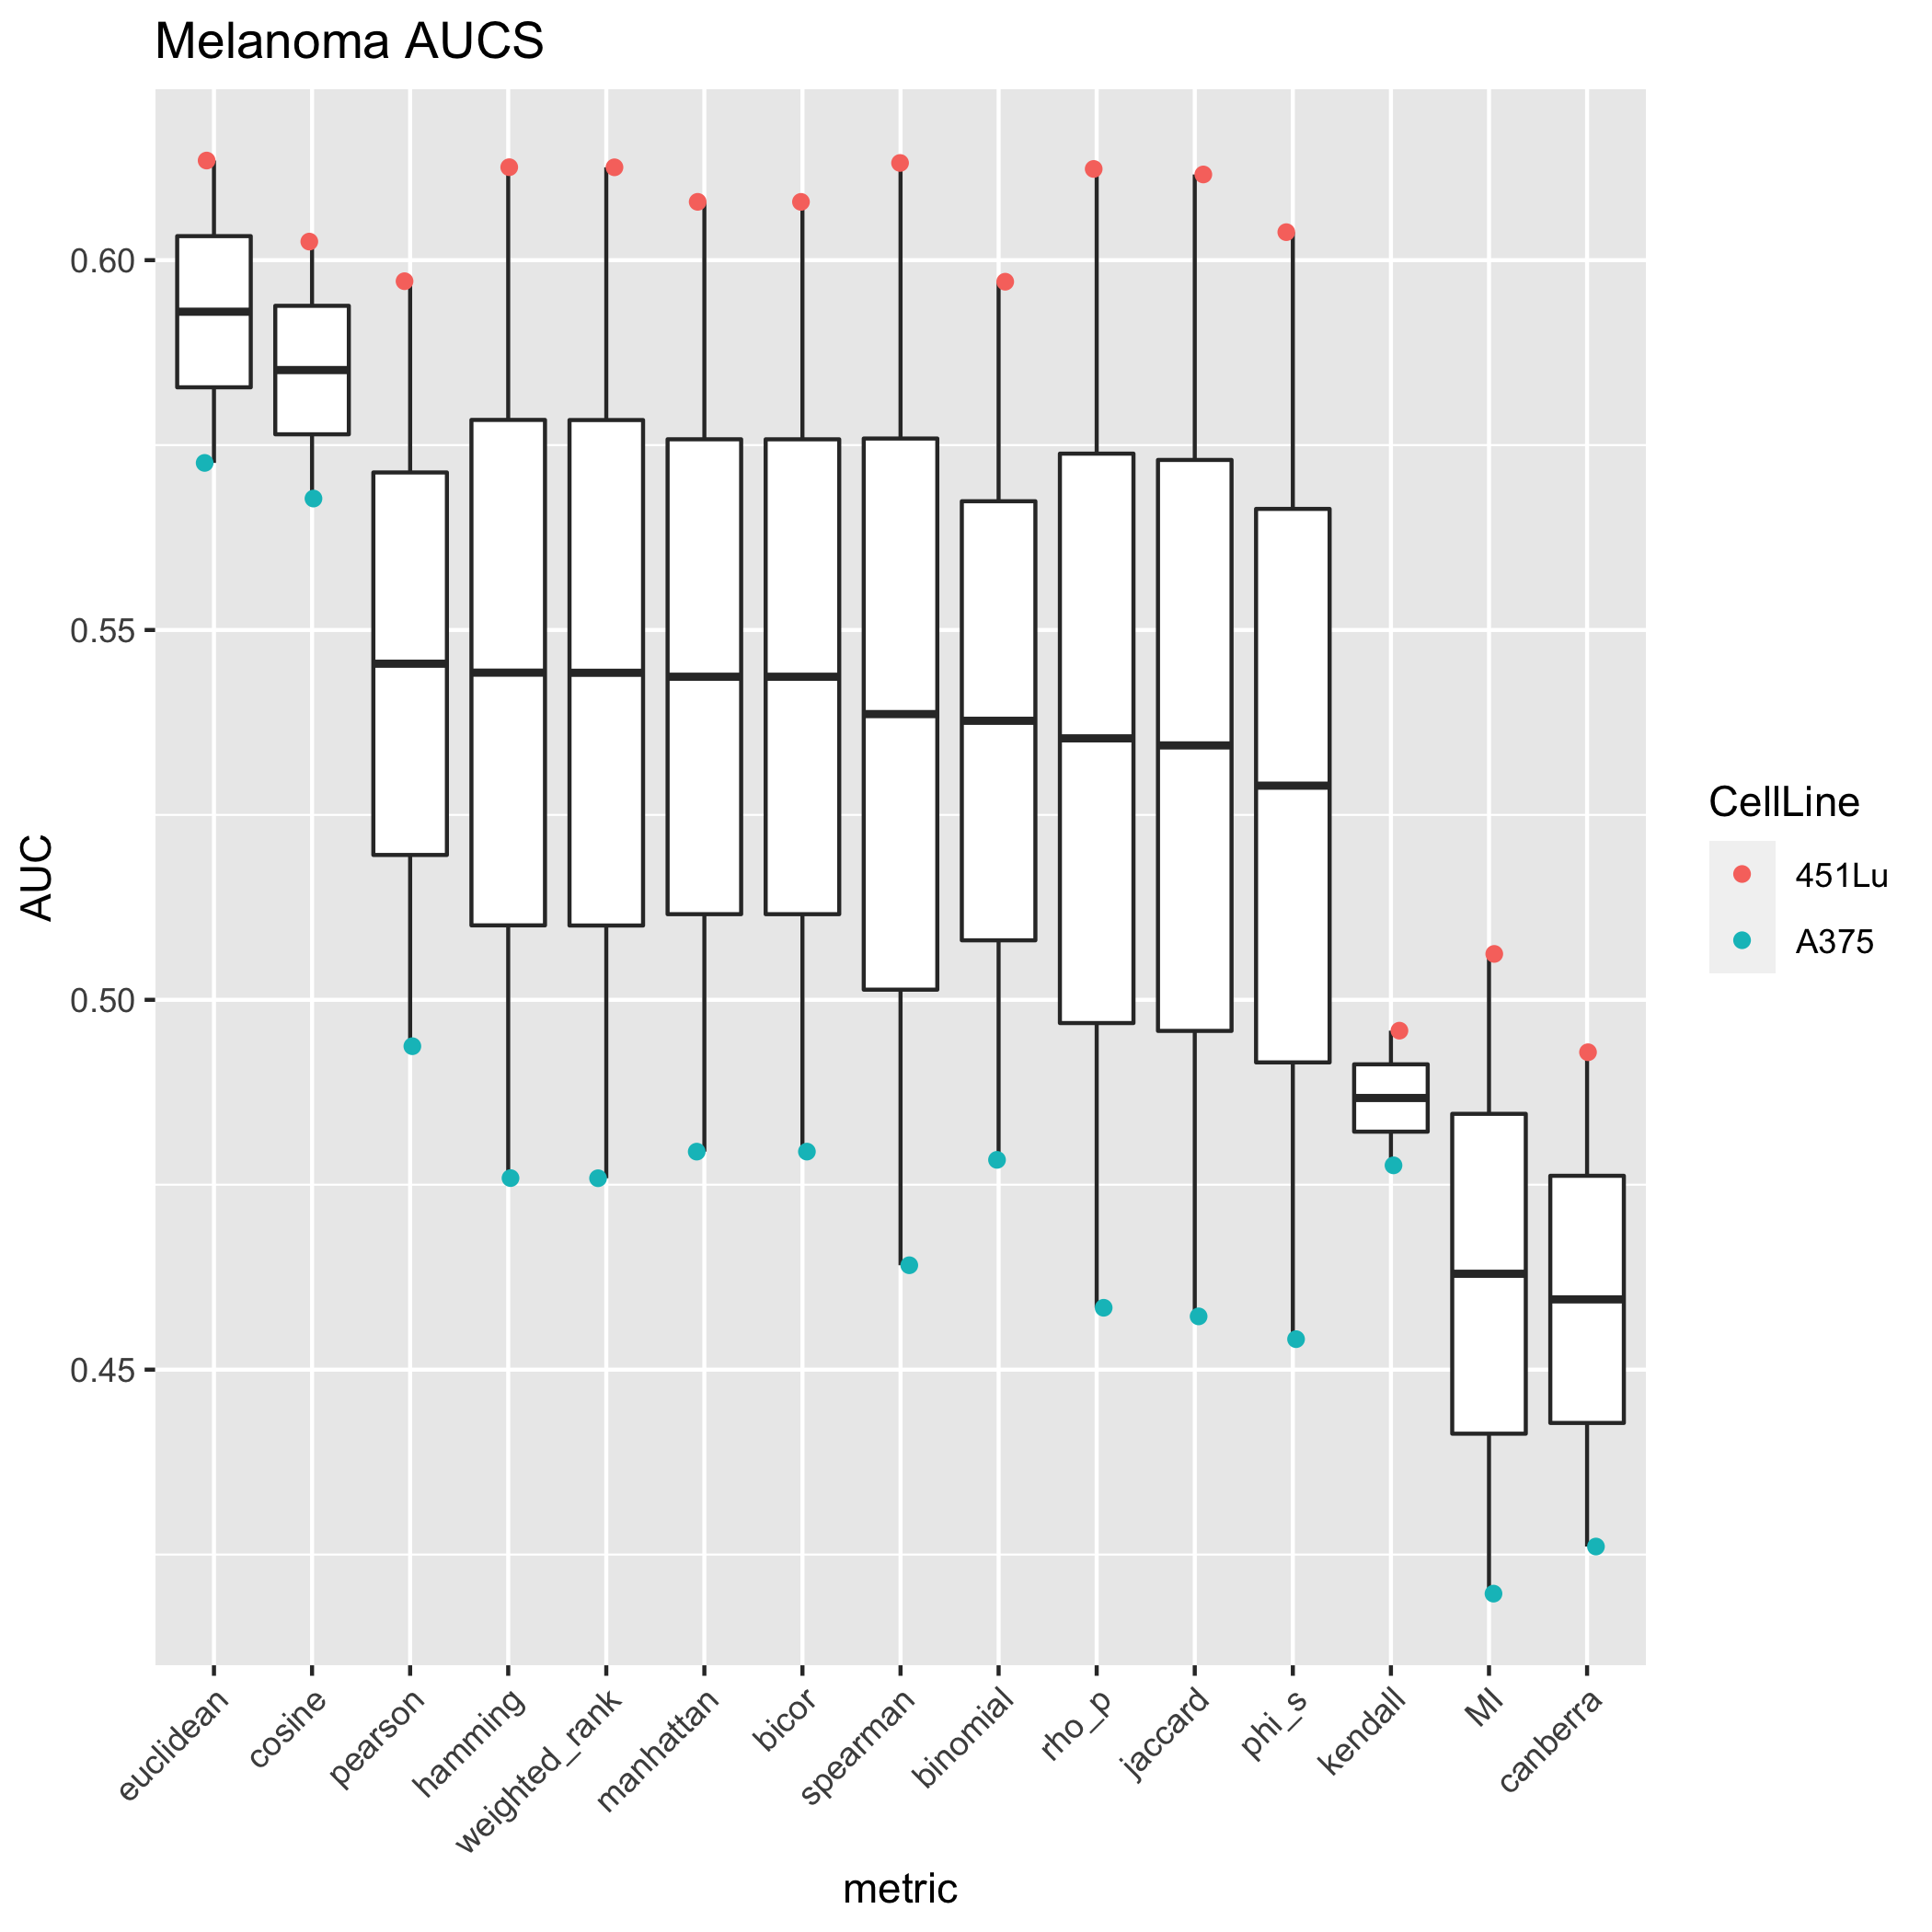 Melanoma AUCS
0.60
0.55
0.50
0.45
AUC
euclidean
cosine
pearson
hamming
weighted_rank
manhattan
bicor
spearman
binomial
rho_p
jaccard
phi_s
kendall
MI
canberra
metric
CellLine
451Lu
A375